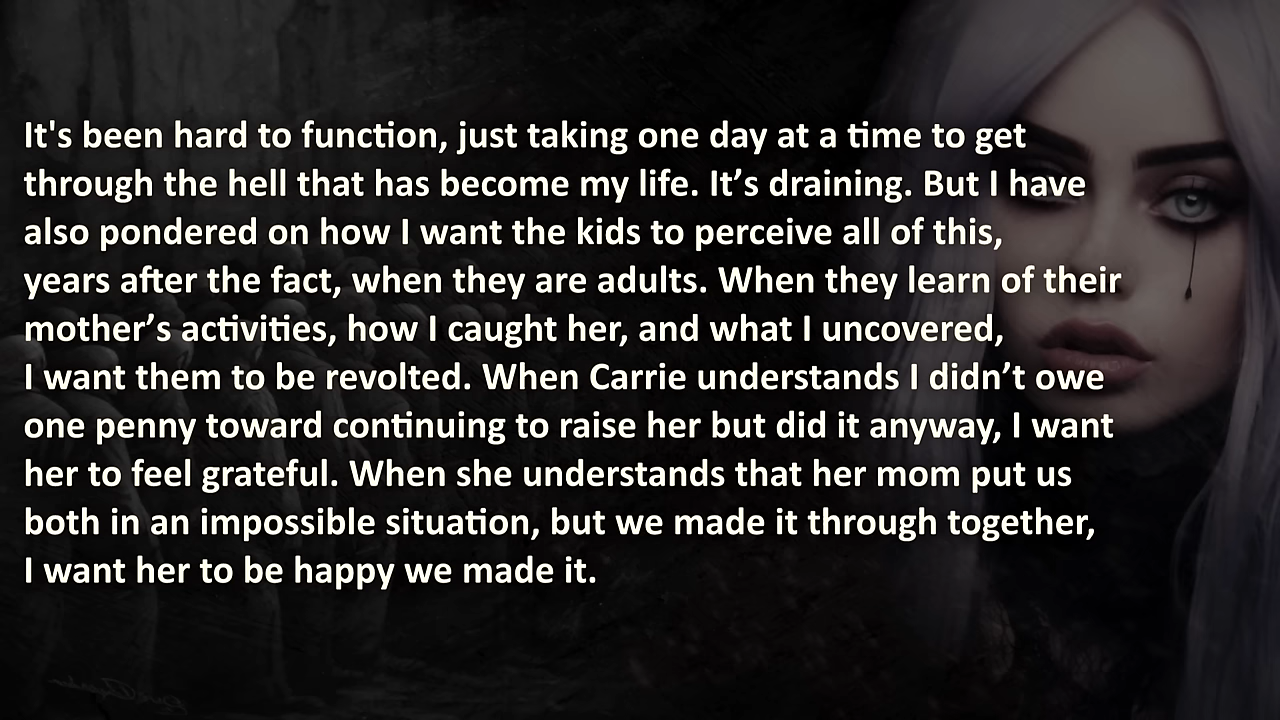 It's been hard to function, just taking one day at a time to get
through the hell that has become my life. It’s draining. But I have
also pondered on how I want the kids to perceive all of this,
years after the fact, when they are adults. When they learn of their
mother’s activities, how I caught her, and what I uncovered,
I want them to be revolted. When Carrie understands I didn’t owe
one penny toward continuing to raise her but did it anyway, I want
her to feel grateful. When she understands that her mom put us
both in an impossible situation, but we made it through together,
I want her to be happy we made it.